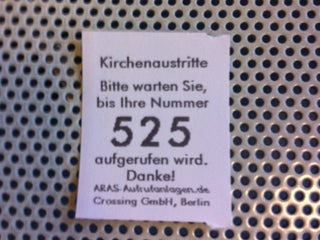 Kirchenaustritte
Bitte warten Sie,
bis Ihre Nummer
525
aufgerufen wird.
Danke!
ARAS-Aufrufanlagen.de
Crossing GmbH, Berlin